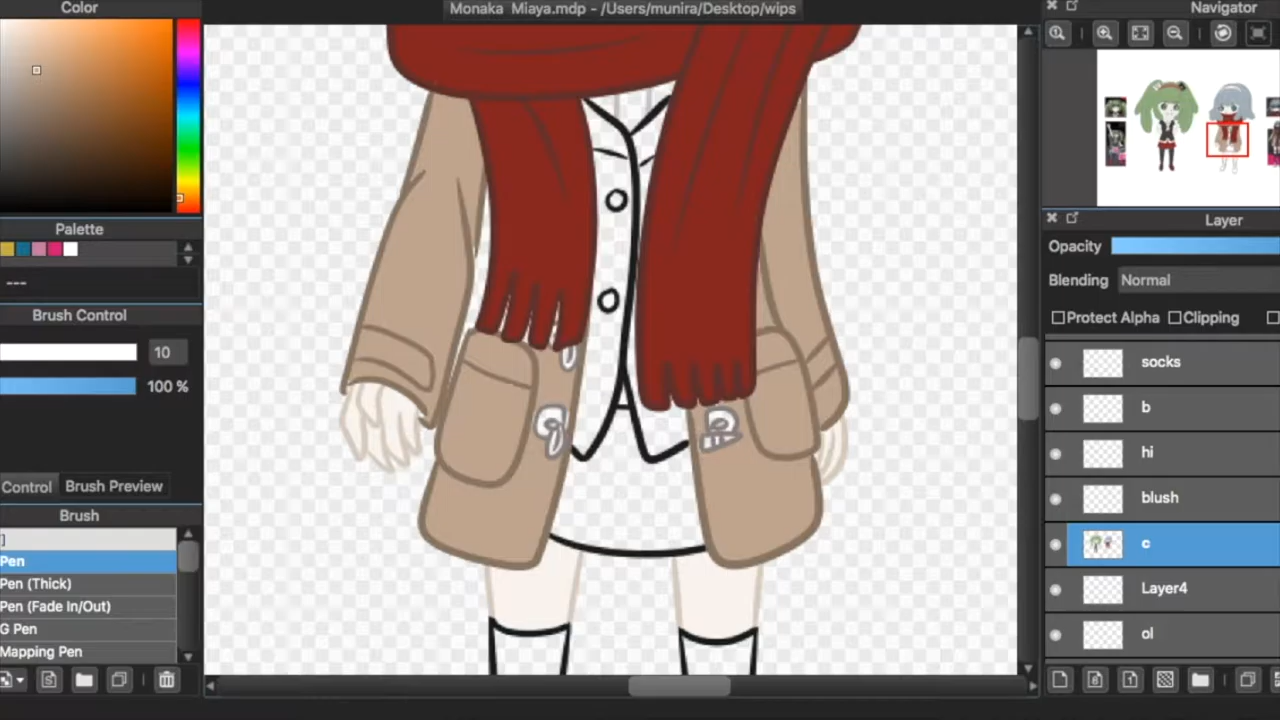 Color
Monaka Miaya.mdp - /Users/munira/Desktop/wips
Navigator
Palette
---
Brush Control
10
100 %
Control
Brush Preview
Brush
]
Pen
Pen (Thick)
Pen (Fade In/Out)
G Pen
Mapping Pen
Layer
Opacity
Blending Normal
Protect Alpha Clipping
socks
b
hi
blush
c
Layer4
ol